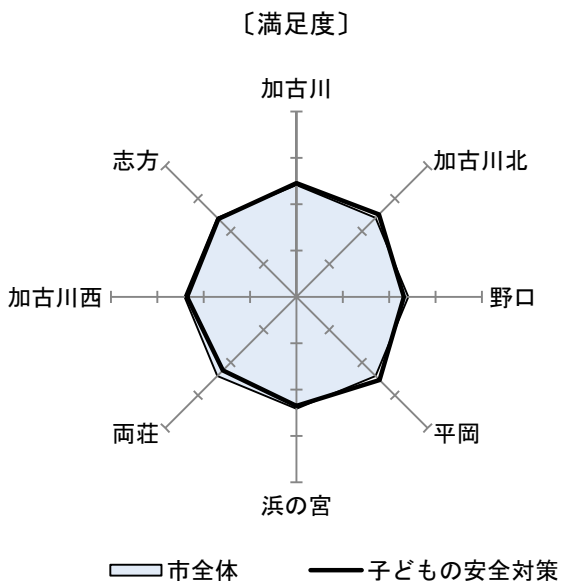 〔満足度〕
加古川
志方
加古川北
加古川西
野口
両荘
平岡
浜の宮
市全体
子どもの安全対策